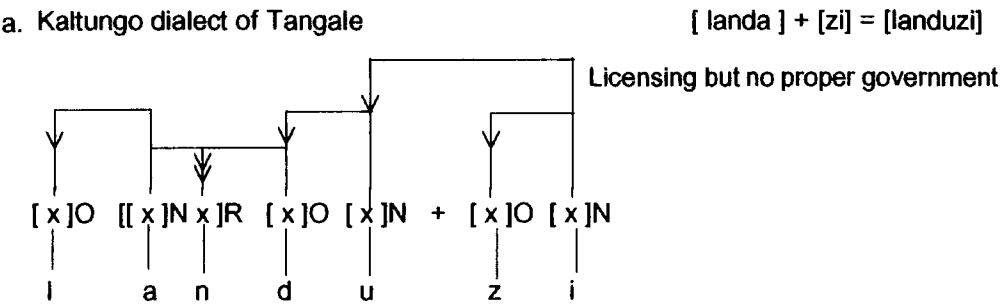 a. Kaltungo dialect of Tangale [ landa ] + [zi] = [landuzi]
Licensing but no proper government
[ x ]O [[ x ]N x ]R [ x ]O [ x ]N + [ x ]O [ x ]N
l a n d u z i